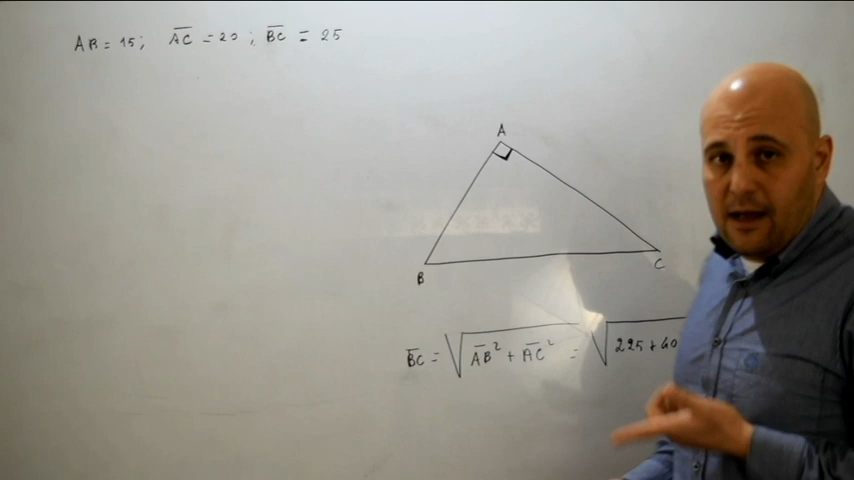 AB = 15; AC = 20; BC = 25
A
B
C
BC = √AB² + AC² = √225 + 40